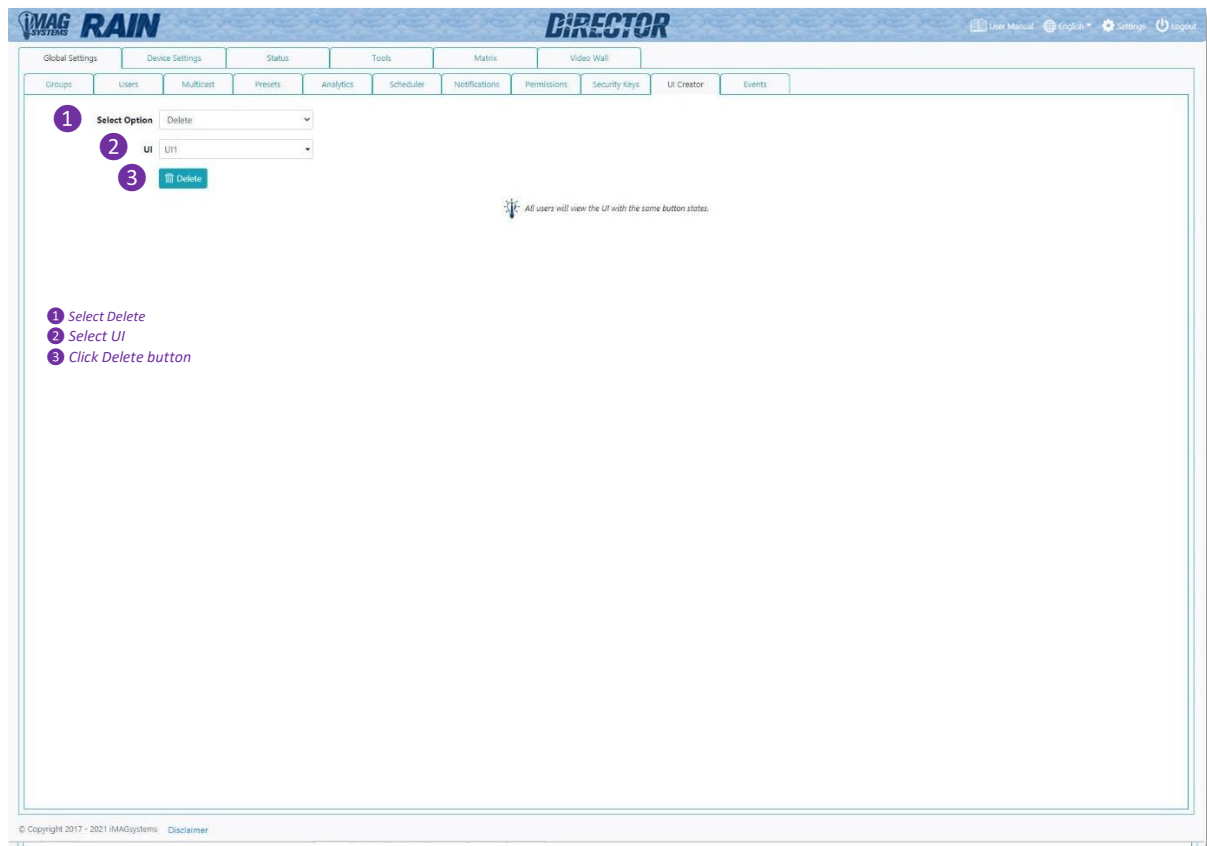 iMAG SYSTEMS RAIN DiRECTOR User Manual English Settings Logout
Global Settings Device Settings Status Tools Matrix Video Wall
Groups Users Multicast Presets Analytics Scheduler Notifications Permissions Security Keys UI Creator Events
1 Select Option Delete
2 UI UI1
3 Delete
All users will view the UI with the same button states.
1 Select Delete
2 Select UI
3 Click Delete button
© Copyright 2017 - 2021 iMAGsystems Disclaimer